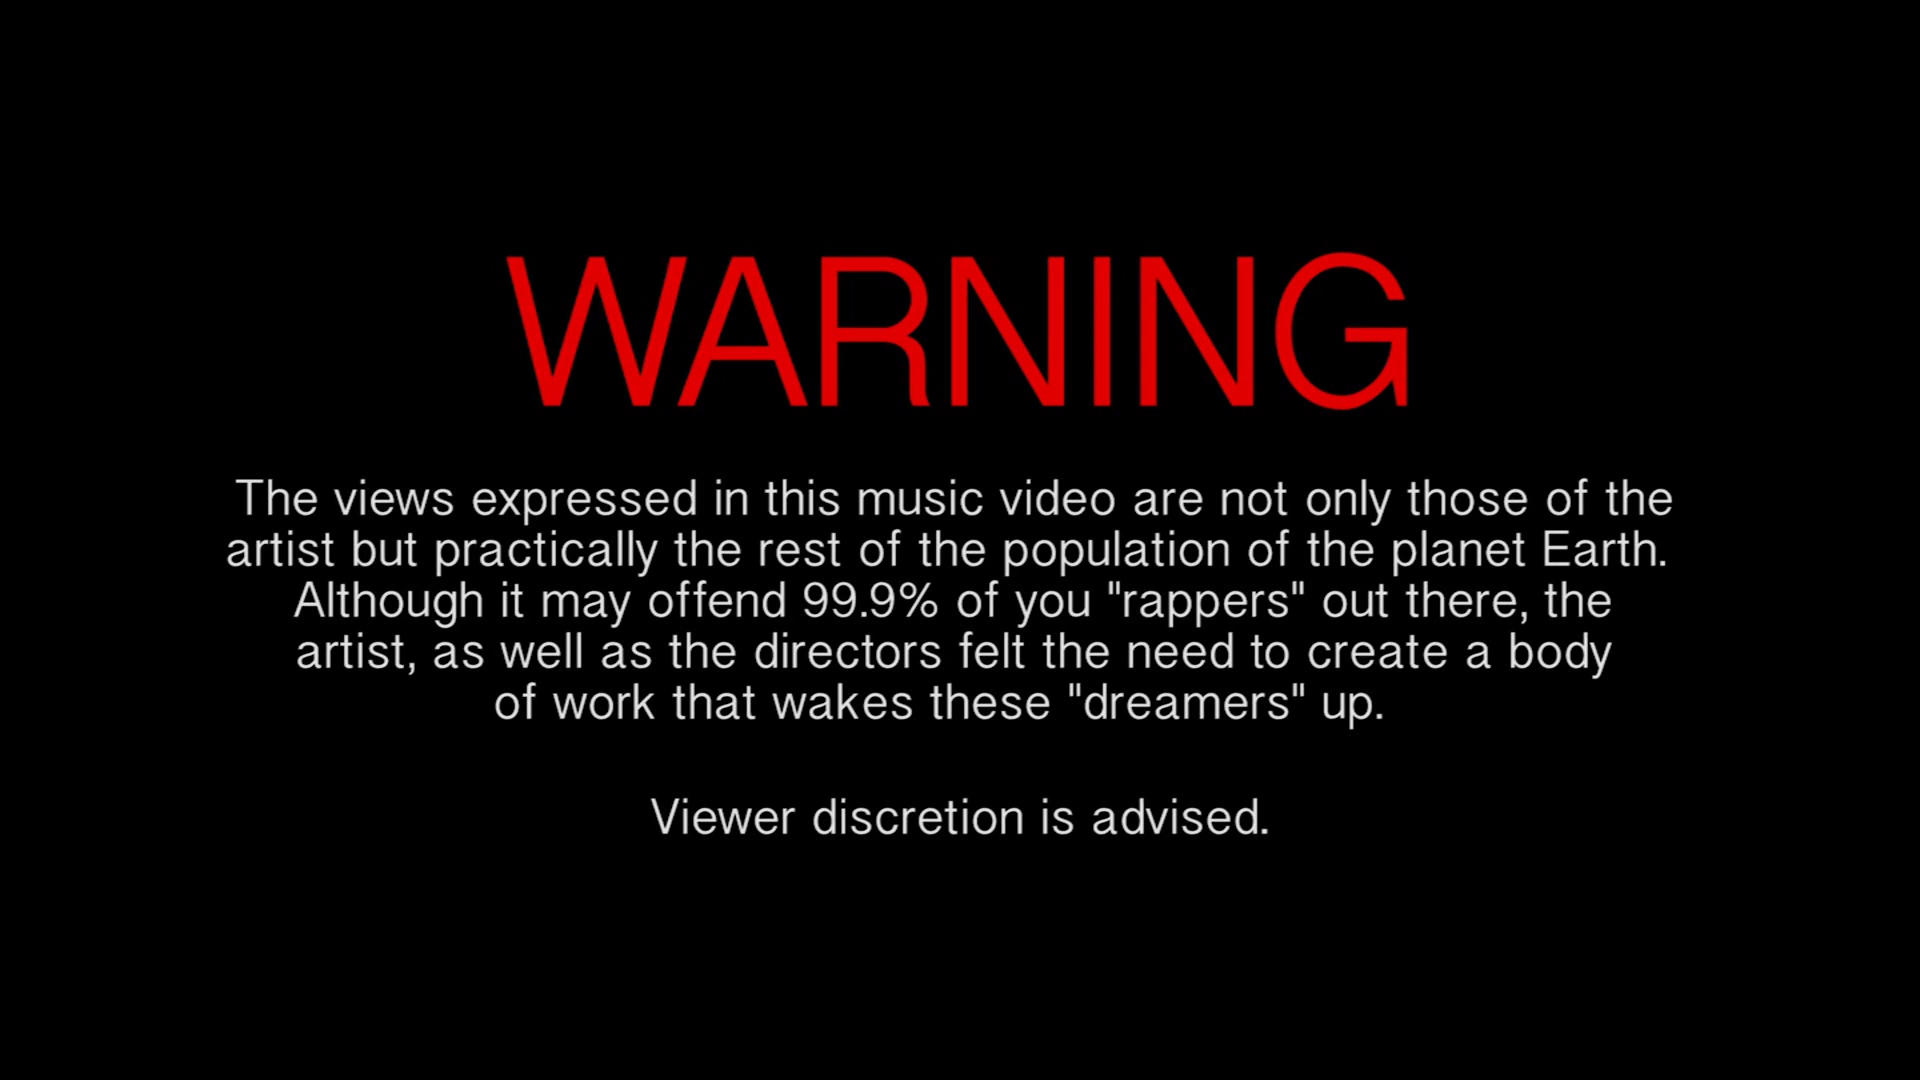 WARNING
The views expressed in this music video are not only those of the
artist but practically the rest of the population of the planet Earth.
Although it may offend 99.9% of you "rappers" out there, the
artist, as well as the directors felt the need to create a body
of work that wakes these "dreamers" up.
Viewer discretion is advised.